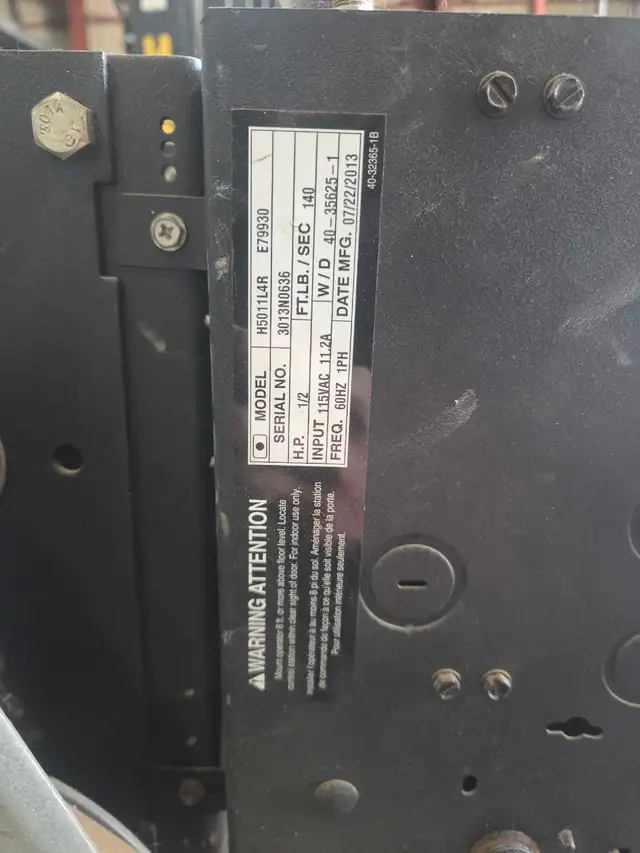 MODEL H5011L4R E79930
SERIAL NO. 3013N0636
H.P. 1/2 FT.LB./SEC 140
INPUT 115VAC 11.2A W/D 40-35625-1
FREQ. 60HZ 1PH DATE MFG. 07/22/2013
40-32365-1B
WARNING ATTENTION
Mount operator 8 ft. or more above floor level. Locate
control station within clear sight of door. For indoor use only.
Installer l'opérateur à au moins 8 pi du sol. Aménager la station
de commande de façon à ce qu'elle soit visible de la porte.
Pour utilisation intérieure seulement.
307A